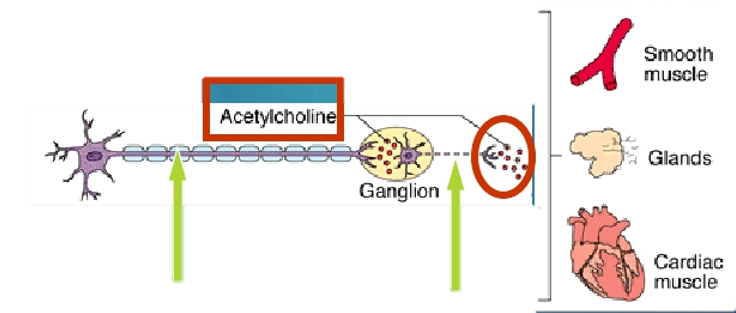 Acetylcholine
Ganglion
Smooth
muscle
Glands
Cardiac
muscle